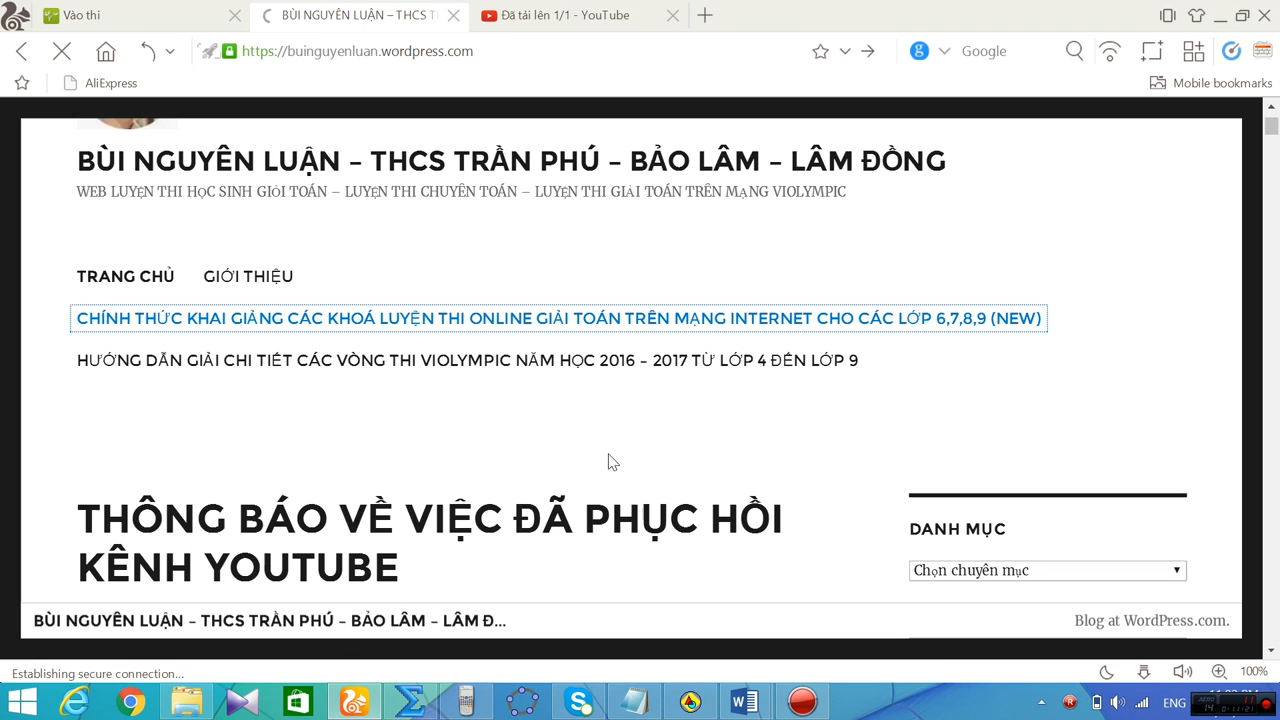 Vào thi
BÙI NGUYÊN LUẬN – THCS T
Đã tải lên 1/1 - YouTube
https://buinguyenluan.wordpress.com
Google
AliExpress
Mobile bookmarks
BÙI NGUYÊN LUẬN – THCS TRẦN PHÚ – BẢO LÂM – LÂM ĐỒNG
WEB LUYỆN THI HỌC SINH GIỎI TOÁN – LUYỆN THI CHUYÊN TOÁN – LUYỆN THI GIẢI TOÁN TRÊN MẠNG VIOLYMPIC
TRANG CHỦ GIỚI THIỆU
CHÍNH THỨC KHAI GIẢNG CÁC KHOÁ LUYỆN THI ONLINE GIẢI TOÁN TRÊN MẠNG INTERNET CHO CÁC LỚP 6,7,8,9 (NEW)
HƯỚNG DẪN GIẢI CHI TIẾT CÁC VÒNG THI VIOLYMPIC NĂM HỌC 2016 – 2017 TỪ LỚP 4 ĐẾN LỚP 9
THÔNG BÁO VỀ VIỆC ĐÃ PHỤC HỒI
KÊNH YOUTUBE
DANH MỤC
Chọn chuyên mục
BÙI NGUYÊN LUẬN – THCS TRẦN PHÚ – BẢO LÂM – LÂM Đ...
Blog at WordPress.com.
Establishing secure connection...
100%
ENG